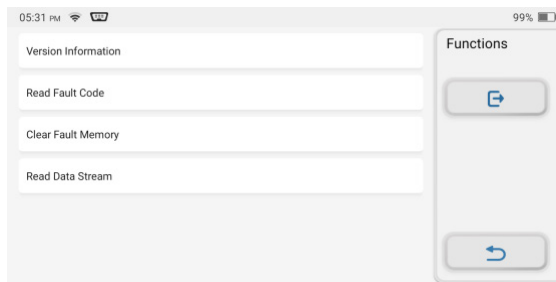 05:31 PM
99%
Version Information
Read Fault Code
Clear Fault Memory
Read Data Stream
Functions